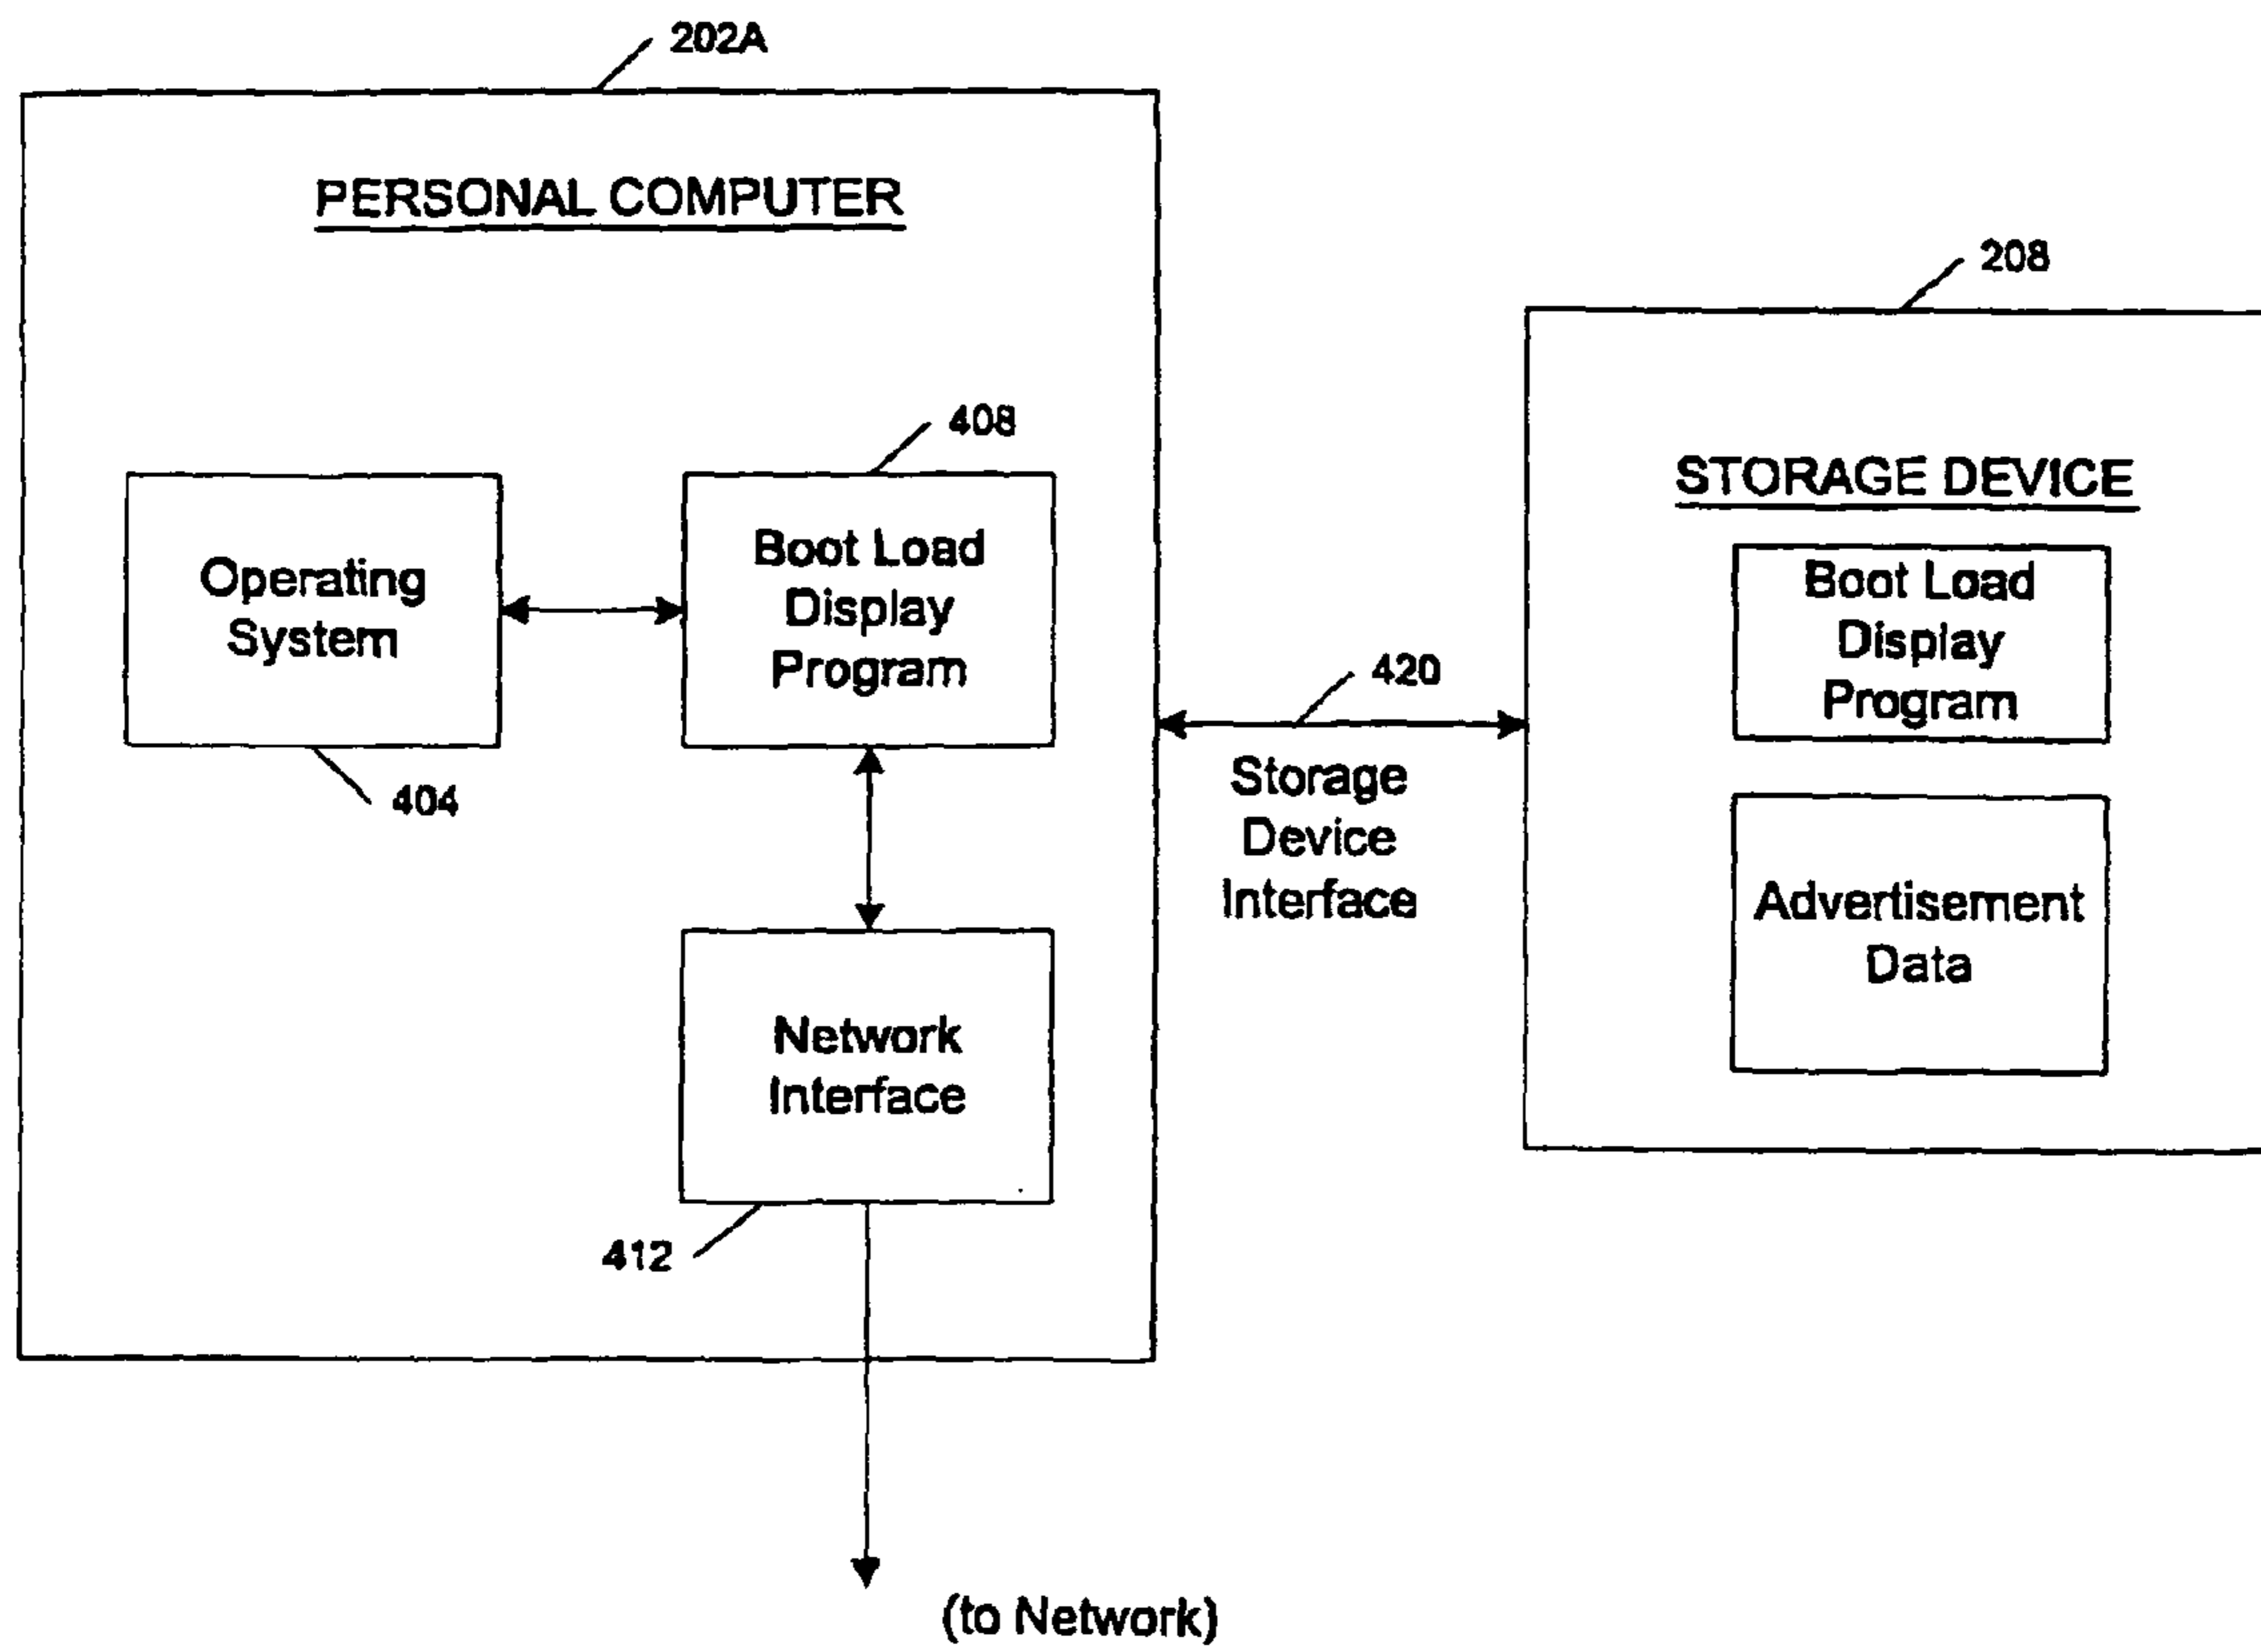 202A
PERSONAL COMPUTER
208
408
STORAGE DEVICE
Operating
System
Boot Load
Display
Program
404
420
Storage
Device
Interface
Boot Load
Display
Program
Advertisement
Data
Network
Interface
412
(to Network)